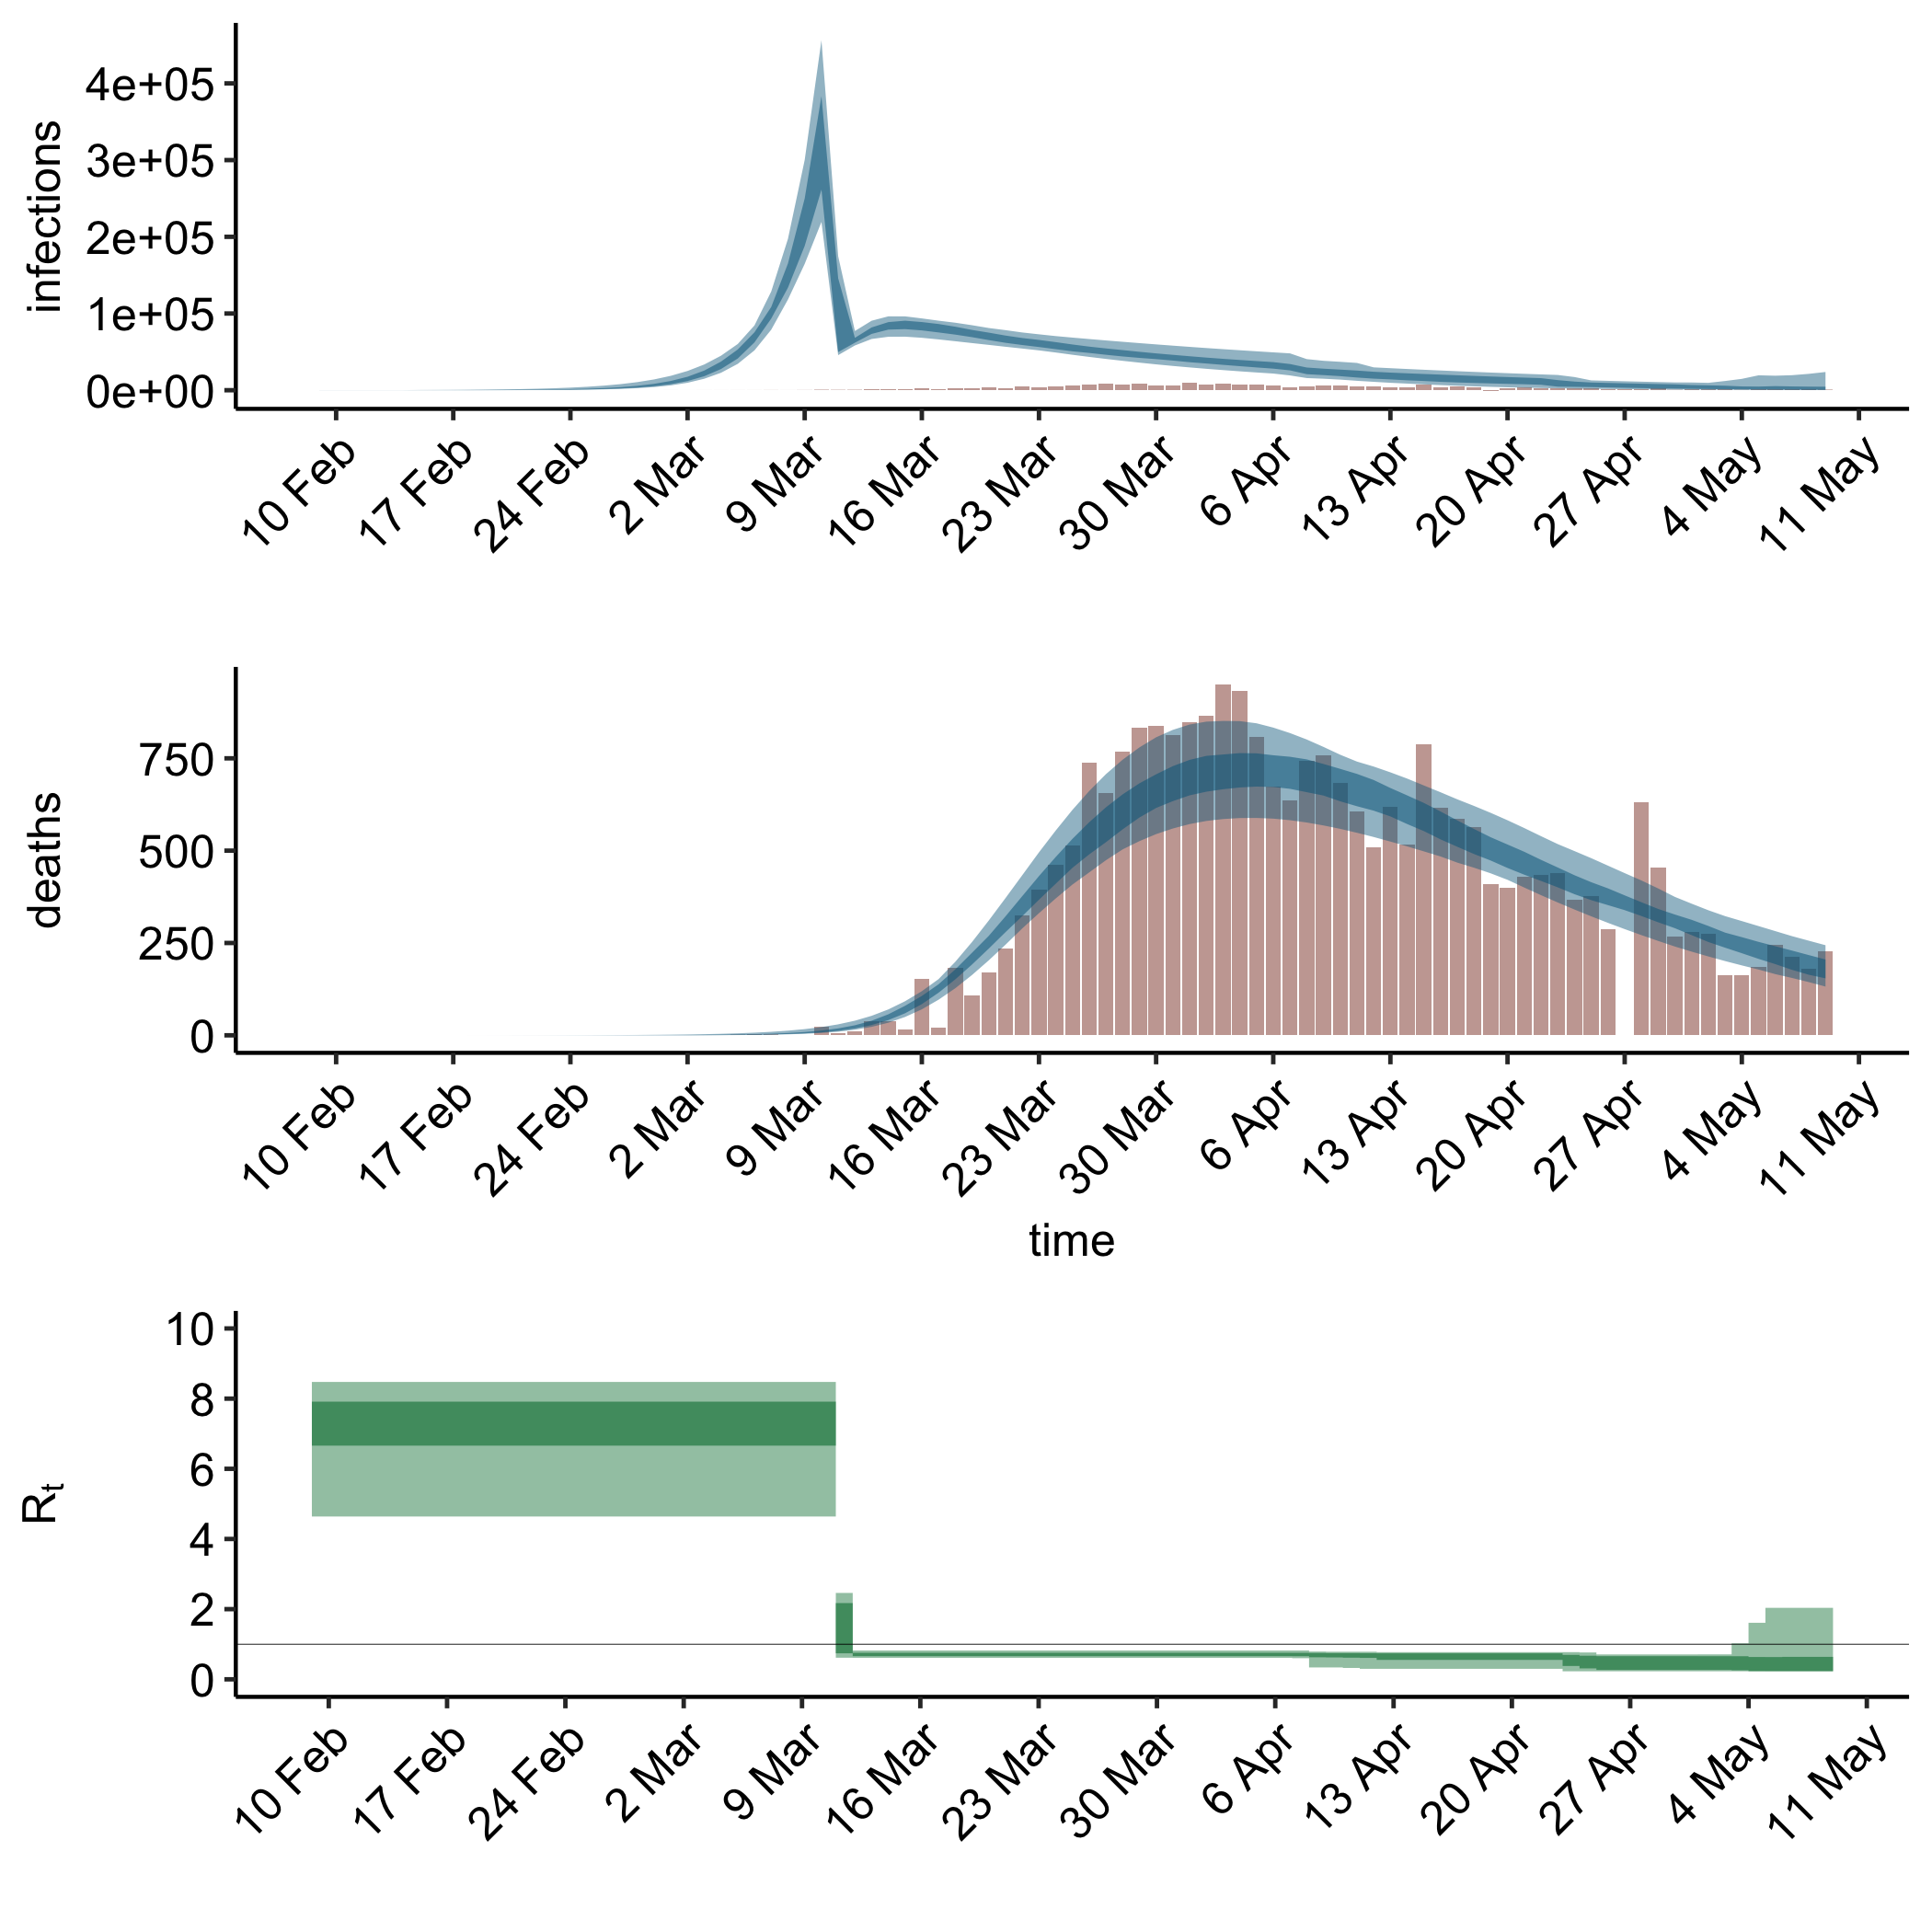 infections
4e+05
3e+05
2e+05
1e+05
0e+00
10 Feb
17 Feb
24 Feb
2 Mar
9 Mar
16 Mar
23 Mar
30 Mar
6 Apr
13 Apr
20 Apr
27 Apr
4 May
11 May
deaths
750
500
250
0
10 Feb
17 Feb
24 Feb
2 Mar
9 Mar
16 Mar
23 Mar
30 Mar
6 Apr
13 Apr
20 Apr
27 Apr
4 May
11 May
time
Rt
10
8
6
4
2
0
10 Feb
17 Feb
24 Feb
2 Mar
9 Mar
16 Mar
23 Mar
30 Mar
6 Apr
13 Apr
20 Apr
27 Apr
4 May
11 May